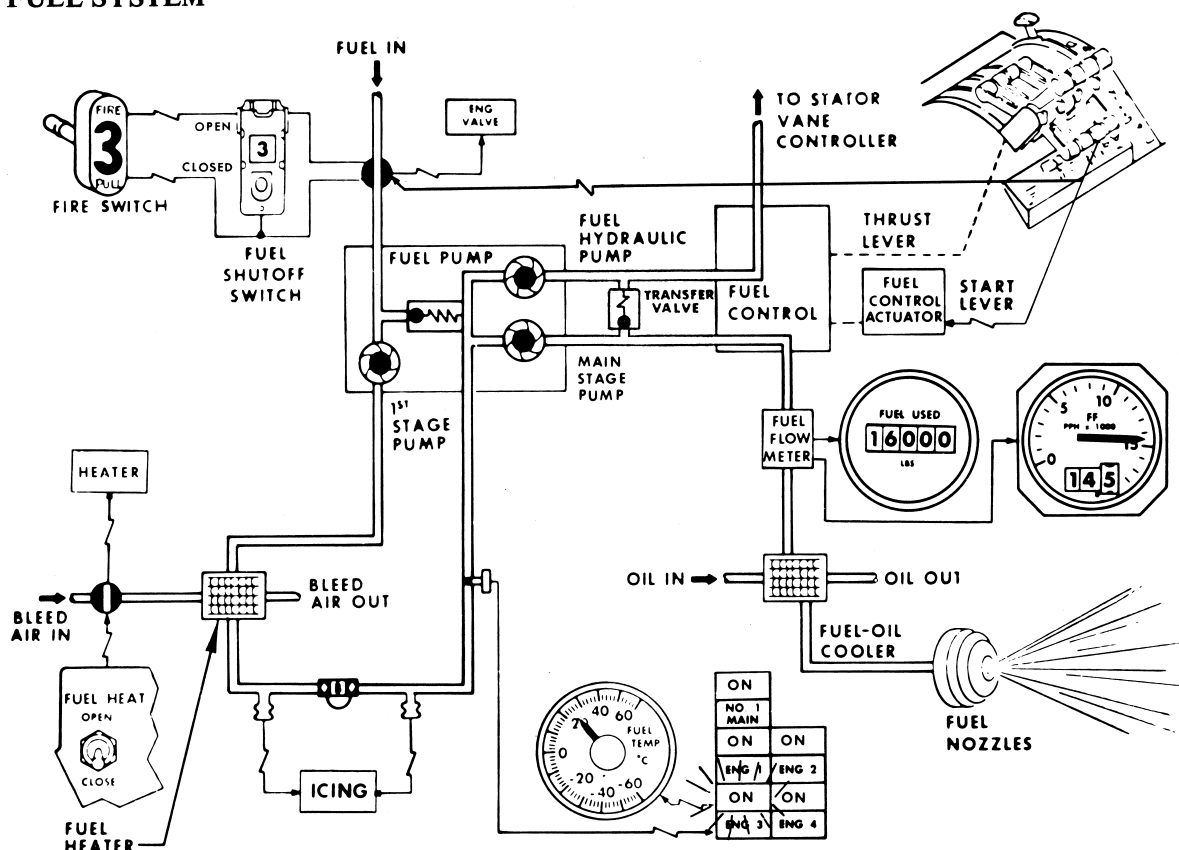 FUEL SYSTEM
FUEL IN
FIRE
3
PULL
FIRE SWITCH
OPEN
CLOSED
3
FUEL
SHUTOFF
SWITCH
ENG
VALVE
TO STATOR
VANE
CONTROLLER
FUEL PUMP
FUEL
HYDRAULIC
PUMP
TRANSFER
VALVE
FUEL
CONTROL
THRUST
LEVER
FUEL
CONTROL
ACTUATOR
START
LEVER
MAIN
STAGE
PUMP
1ST
STAGE
PUMP
FUEL
FLOW
METER
FUEL USED
16000
LBS
0
5
10
15
FF
PPH x 1000
145
HEATER
BLEED
AIR IN
BLEED
AIR OUT
OIL IN
OIL OUT
FUEL-OIL
COOLER
FUEL
NOZZLES
FUEL HEAT
OPEN
CLOSE
FUEL
HEATER
ICING
60
40
20
0
-20
-40
-60
FUEL
TEMP
°C
ON
NO 1
MAIN
ON ON
ENG 1 ENG 2
ON ON
ENG 3 ENG 4